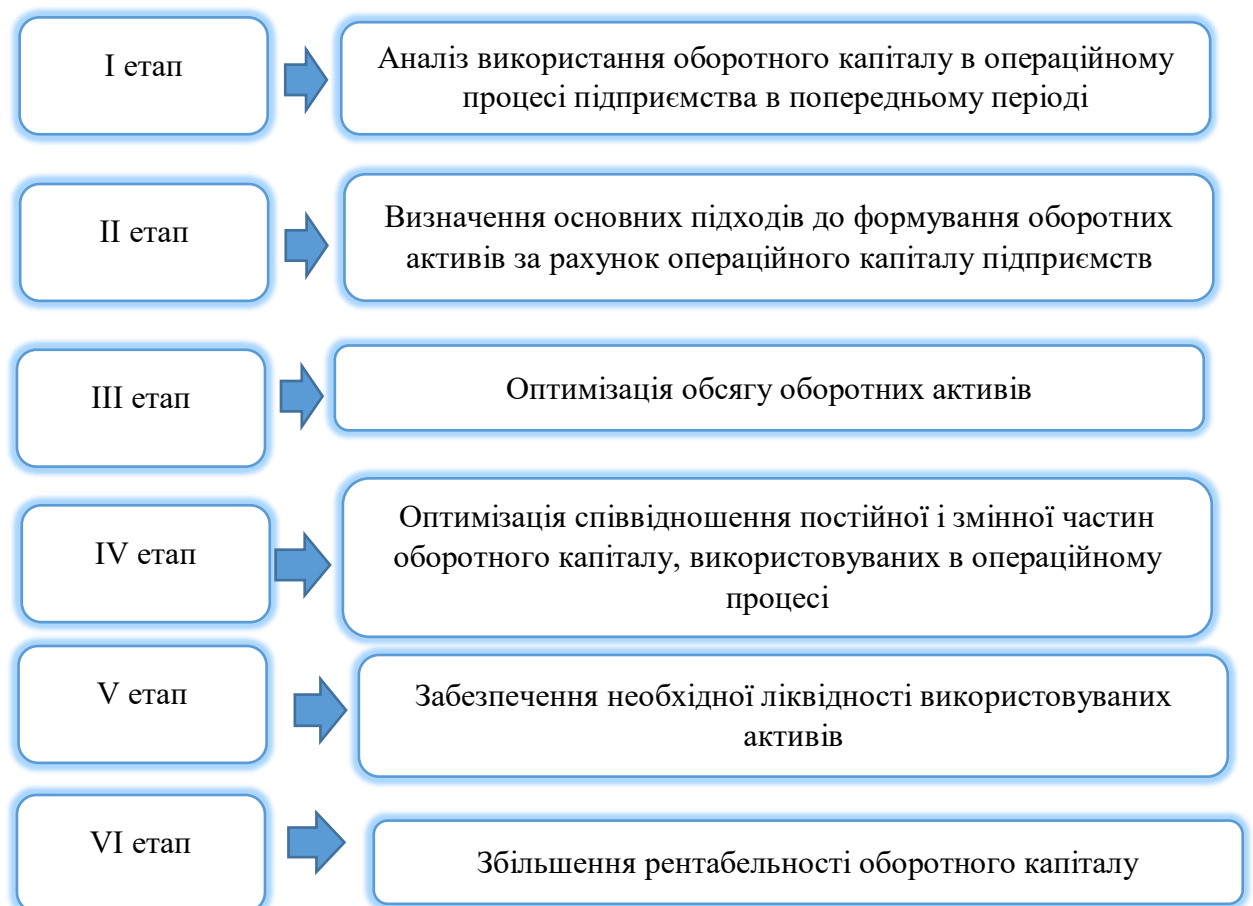 І етап
Аналіз використання оборотного капіталу в операційному
процесі підприємства в попередньому періоді
ІІ етап
Визначення основних підходів до формування оборотних
активів за рахунок операційного капіталу підприємств
ІІІ етап
Оптимізація обсягу оборотних активів
IV етап
Оптимізація співвідношення постійної і змінної частин
оборотного капіталу, використовуваних в операційному
процесі
V етап
Забезпечення необхідної ліквідності використовуваних
активів
VI етап
Збільшення рентабельності оборотного капіталу